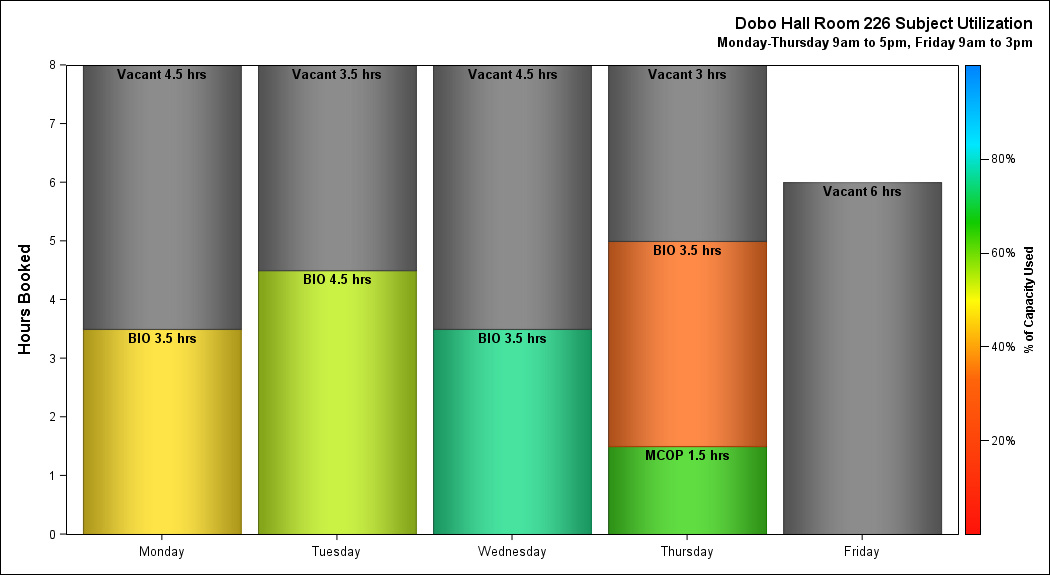 Dobo Hall Room 226 Subject Utilization
Monday-Thursday 9am to 5pm, Friday 9am to 3pm
Hours Booked
8
7
6
5
4
3
2
1
0
Vacant 4.5 hrs
BIO 3.5 hrs
Vacant 3.5 hrs
BIO 4.5 hrs
Vacant 4.5 hrs
BIO 3.5 hrs
Vacant 3 hrs
BIO 3.5 hrs
MCOP 1.5 hrs
Vacant 6 hrs
Monday
Tuesday
Wednesday
Thursday
Friday
80%
60%
40%
20%
% of Capacity Used